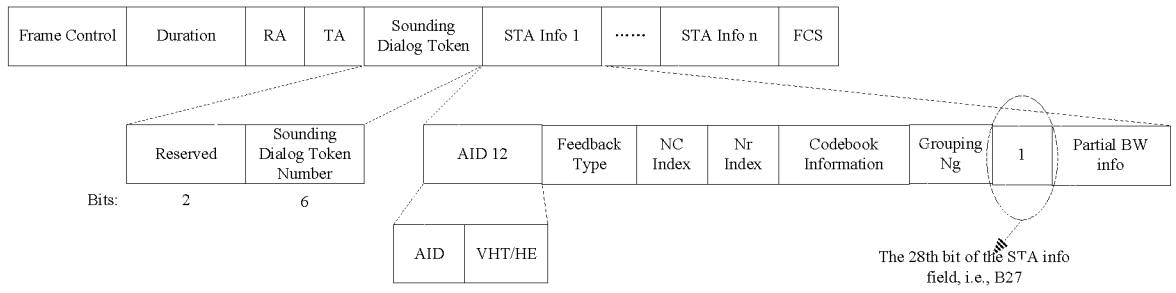 Frame Control Duration RA TA Sounding Dialog Token STA Info 1 ...... STA Info n FCS
Reserved Sounding Dialog Token Number AID 12 Feedback Type NC Index Nr Index Codebook Information Grouping Ng 1 Partial BW info
Bits: 2 6
AID VHT/HE
The 28th bit of the STA info
field, i.e., B27